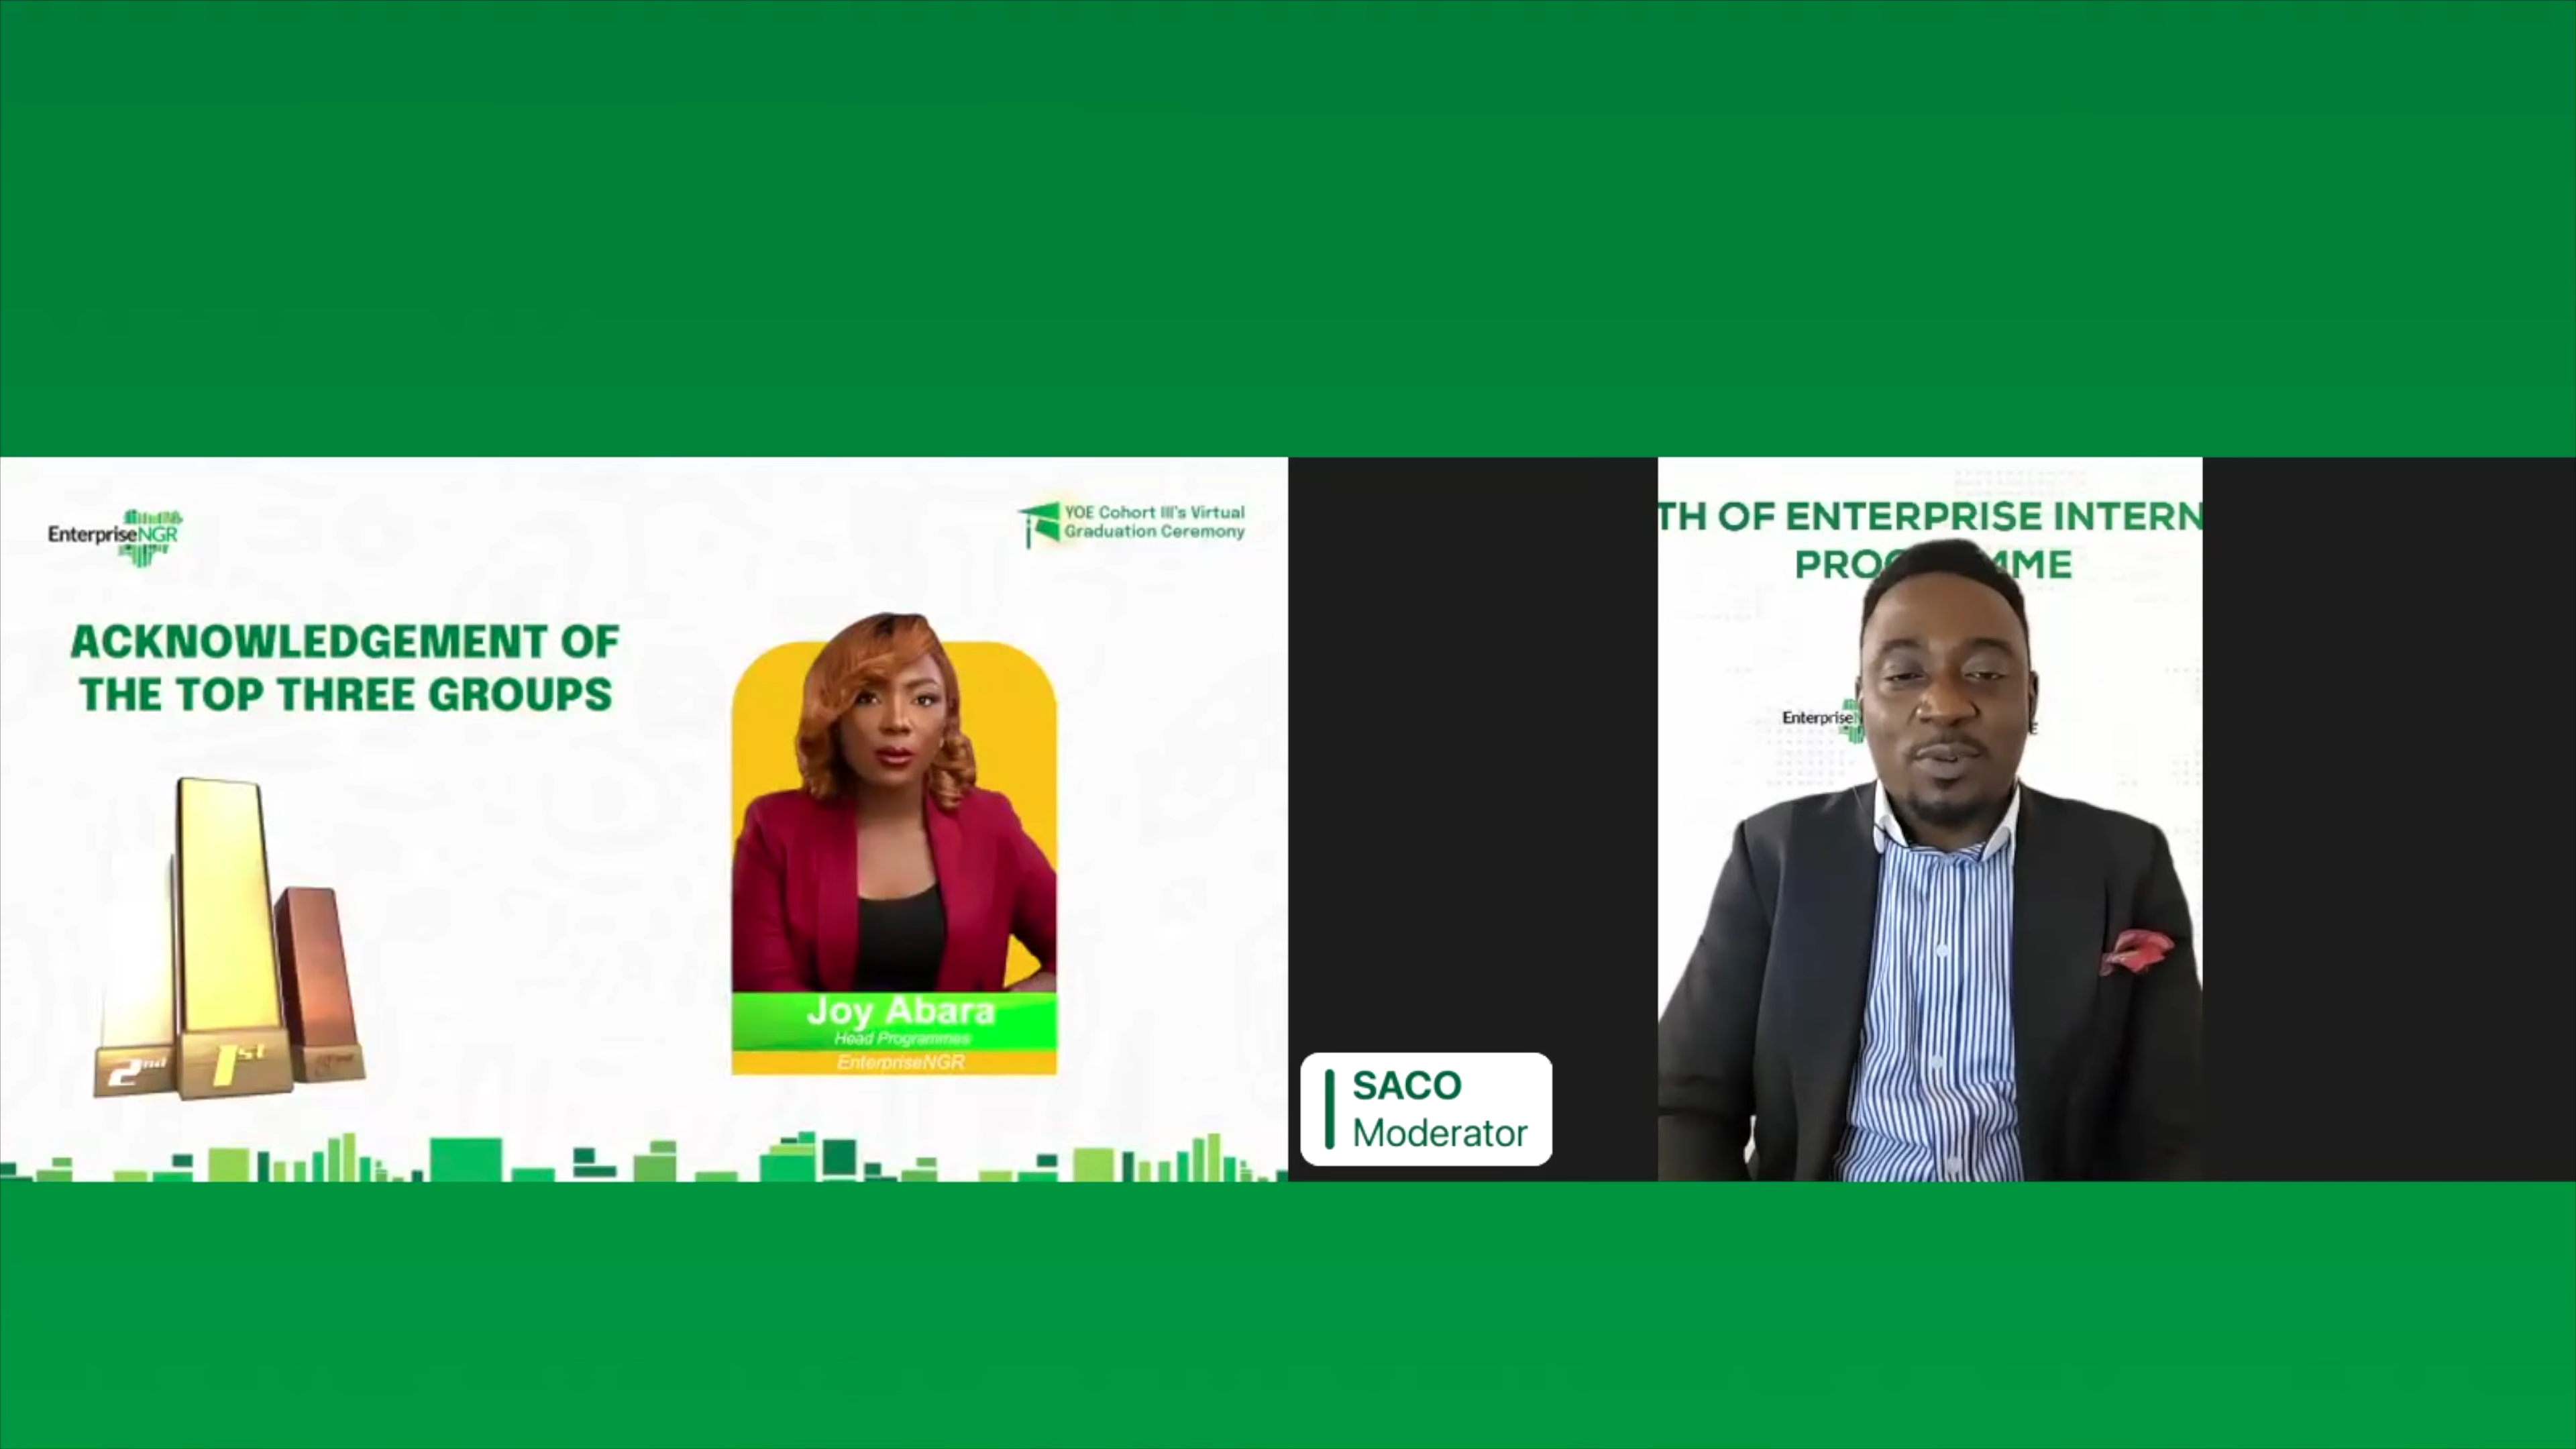 EnterpriseNGR
YOE Cohort III's Virtual
Graduation Ceremony
ACKNOWLEDGEMENT OF
THE TOP THREE GROUPS
2nd
1st
Joy Abara
Head Programmes
EnterpriseNGR
TH OF ENTERPRISE INTERN
PROG MME
Enterprise
E
SACO
Moderator